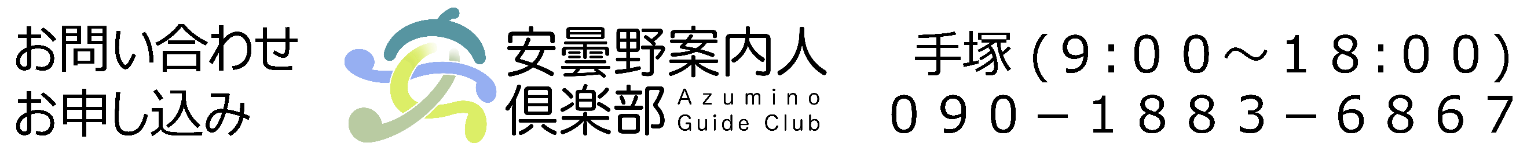 お問い合わせ
お申し込み
安曇野案内人
倶楽部 Azumino
Guide Club
手塚(9:00～18:00)
090－1883－6867